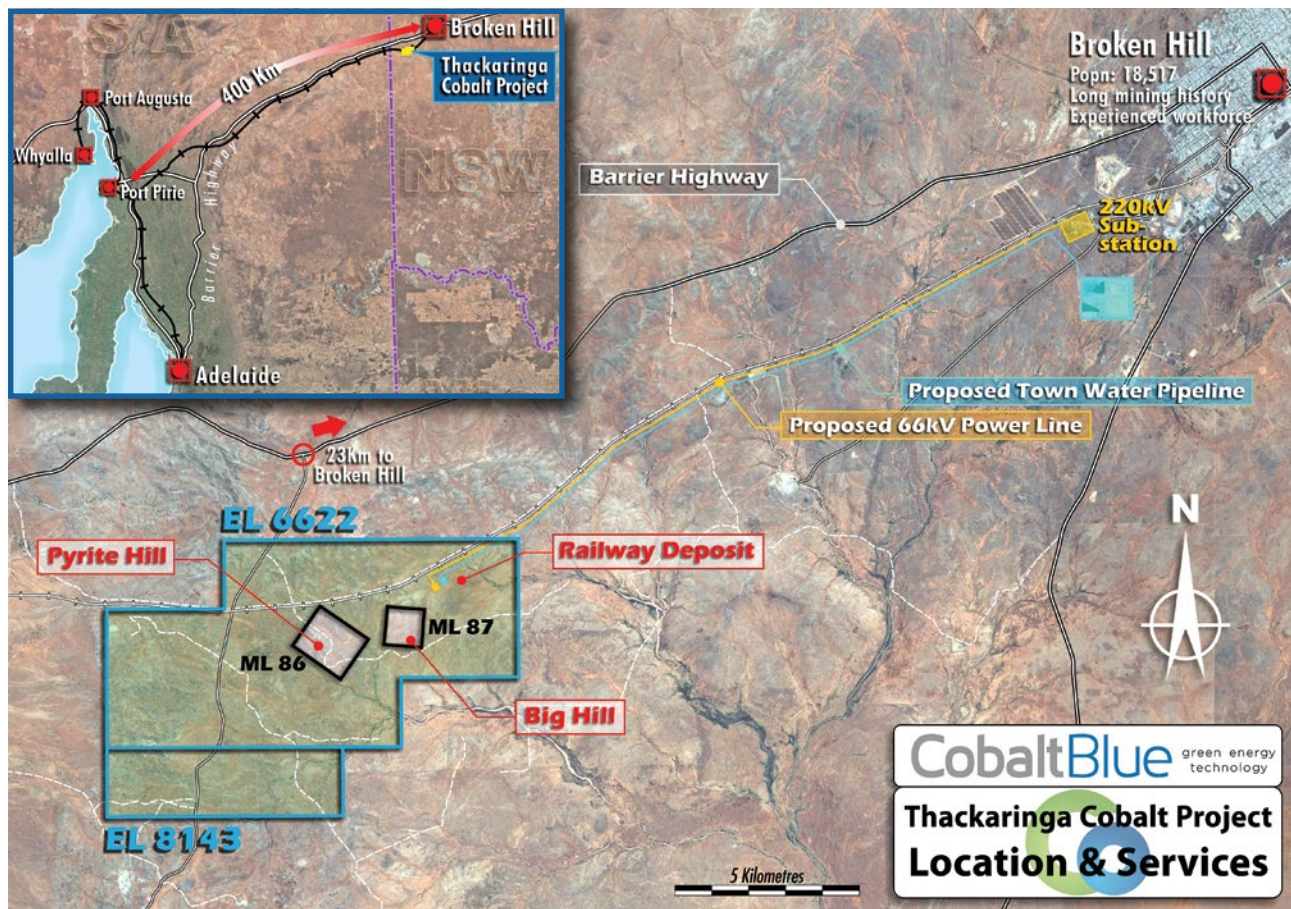 SA
Broken Hill
Thackaringa
Cobalt Project
400 Km
Port Augusta
Whyalla
Port Pirie
Barrier Highway
NSW
Adelaide
Broken Hill
Popn: 18,517
Long mining history
Experienced workforce
Barrier Highway
220kV
Sub-
station
Proposed Town Water Pipeline
Proposed 66kV Power Line
23Km to
Broken Hill
EL 6622
Pyrite Hill
Railway Deposit
ML 87
ML 86
Big Hill
EL 8143
N
CobaltBlue green energy
technology
Thackaringa Cobalt Project
Location & Services
5 Kilometres